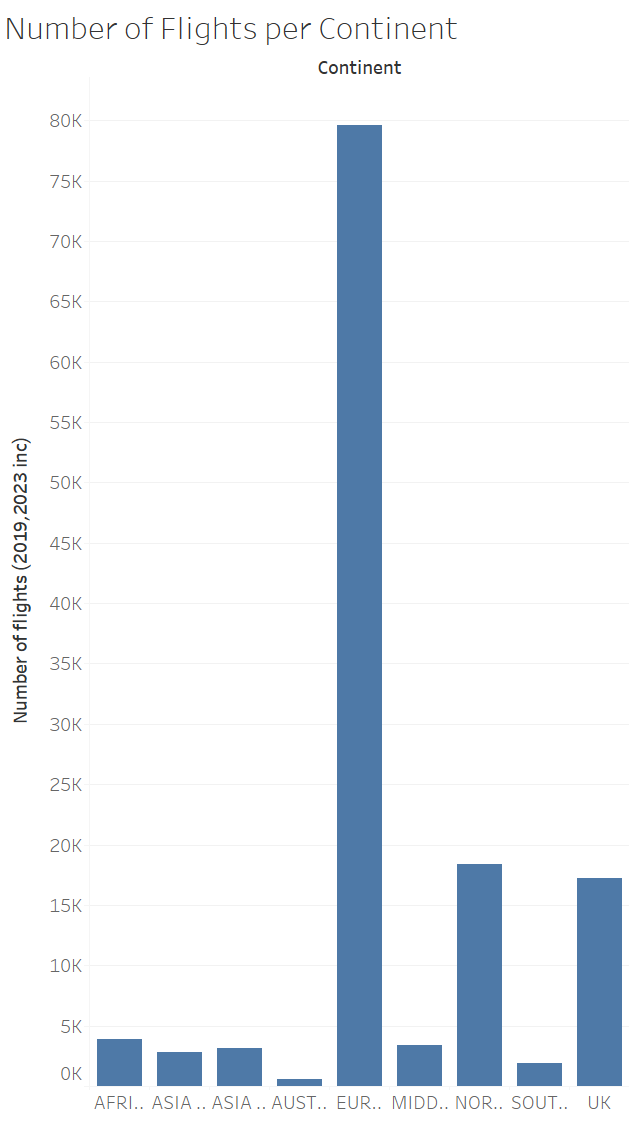 Number of Flights per Continent
Continent
80K
75K
70K
65K
60K
55K
50K
45K
40K
35K
30K
25K
20K
15K
10K
5K
0K
Number of flights (2019,2023 inc)
AFRI.. ASIA .. ASIA .. AUST.. EUR.. MIDD.. NOR.. SOUT.. UK